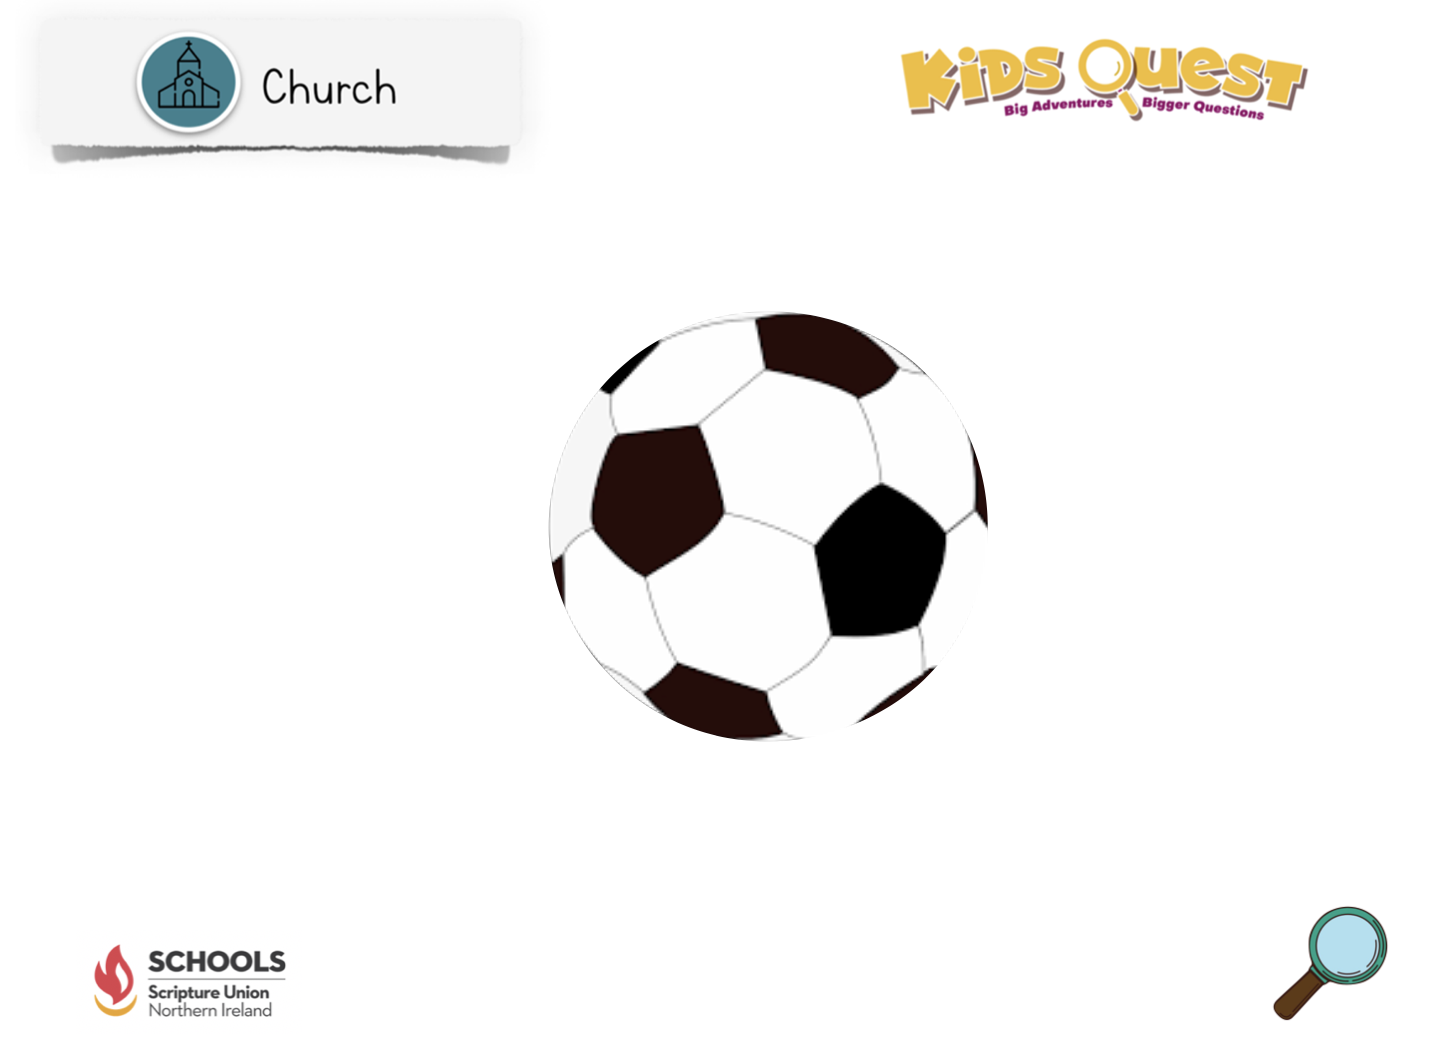 Church
KiDS QUEST
Big Adventures Bigger Questions
SCHOOLS
Scripture Union
Northern Ireland